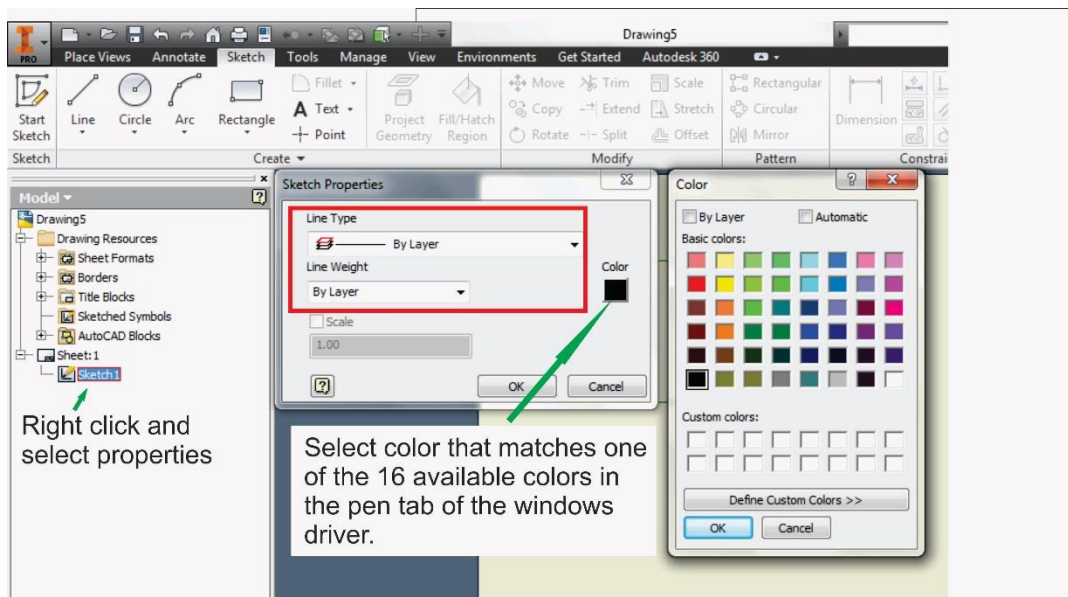 Drawing5
PRO Place Views Annotate Sketch Tools Manage View Environments Get Started Autodesk 360
Start Sketch
Line
Circle
Arc
Rectangle
Fillet
A Text
Point
Project Geometry
Fill/Hatch Region
Move
Copy
Rotate
Trim
Extend
Split
Scale
Stretch
Offset
Rectangular
Circular
Mirror
Dimension
Sketch
Create
Modify
Pattern
Constrai
Model
Drawing5
Drawing Resources
Sheet Formats
Borders
Title Blocks
Sketched Symbols
AutoCAD Blocks
Sheet:1
Sketch1
Right click and
select properties
Sketch Properties
Line Type
By Layer
Line Weight
By Layer
Color
Scale
1.00
OK Cancel
Select color that matches one
of the 16 available colors in
the pen tab of the windows
driver.
Color
By Layer Automatic
Basic colors:
Custom colors:
Define Custom Colors >>
OK Cancel